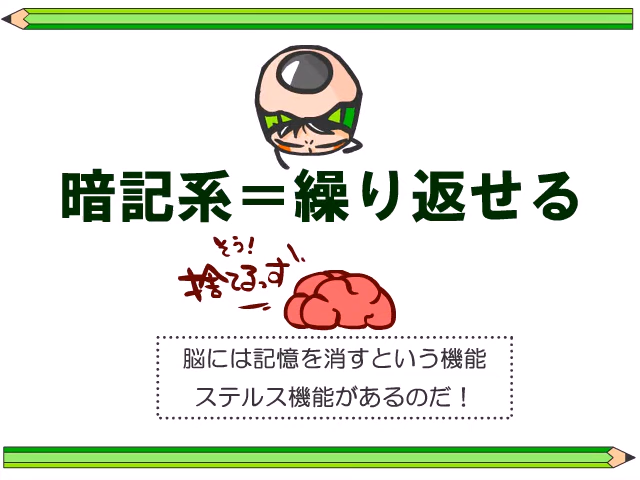 暗記系＝繰り返せる
そう！
捨てるっす
脳には記憶を消すという機能
ステルス機能があるのだ！